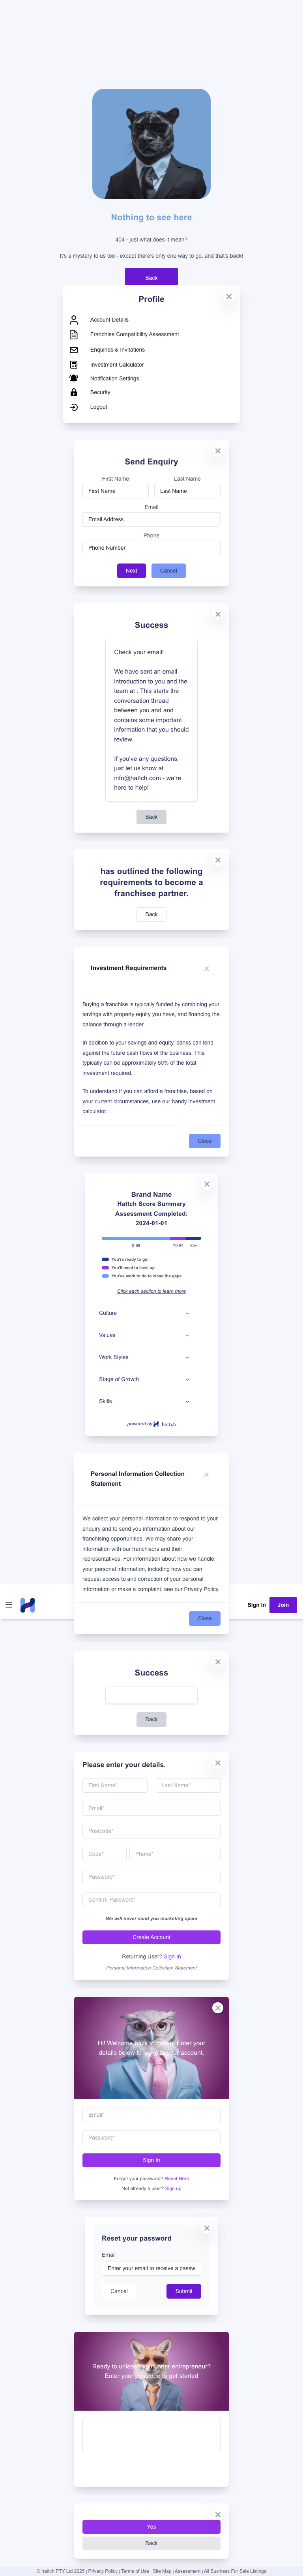 Nothing to see here
404 - just what does it mean?
It's a mystery to us too - except there's only one way to go, and that's back!
Back
Profile
Account Details
Franchise Compatibility Assessment
Enquiries & Invitations
Investment Calculator
Notification Settings
Security
Logout
Send Enquiry
First Name Last Name
First Name Last Name
Email
Email Address
Phone
Phone Number
Next Cancel
Success
Check your email!
We have sent an email
introduction to you and the
team at . This starts the
conversation thread
between you and and
contains some important
information that you should
review.
If you've any questions,
just let us know at
info@hattch.com - we're
here to help!
Back
has outlined the following
requirements to become a
franchisee partner.
Back
Investment Requirements
Buying a franchise is typically funded by combining your
savings with property equity you have, and financing the
balance through a lender.
In addition to your savings and equity, banks can lend
against the future cash flows of the business. This
typically can be approximately 50% of the total
investment required.
To understand if you can afford a franchise, based on
your current circumstances, use our handy investment
calculator.
Close
Brand Name
Hattch Score Summary
Assessment Completed:
2024-01-01
0-69 70-84 85+
You're ready to go!
You'll need to level up
You've work to do to close the gaps
Click each section to learn more
Culture
Values
Work Styles
Stage of Growth
Skills
powered by hattch
Personal Information Collection
Statement
We collect your personal information to respond to your
enquiry and to send you information about our
franchising opportunities. We may share your
information with our franchisors and their
representatives. For information about how we handle
your personal information, including how you can
request access to and correction of your personal
information or make a complaint, see our Privacy Policy.
Sign In Join
Close
Success
Back
Please enter your details.
First Name* Last Name*
Email*
Postcode*
Code* Phone*
Password*
Confirm Password*
We will never send you marketing spam
Create Account
Returning User? Sign in
Personal Information Collection Statement
Hi! Welcome back to Enter your
details below to your account.
Email*
Password*
Sign In
Forgot your password? Reset Here
Not already a user? Sign up
Reset your password
Email
Enter your email to receive a passw
Cancel Submit
Ready to unleash your inner entrepreneur?
Enter your postcode to get started
Yes
Back
© hattch PTY Ltd 2025 | Privacy Policy | Terms of Use | Site Map | Assessment | All Business For Sale Listings